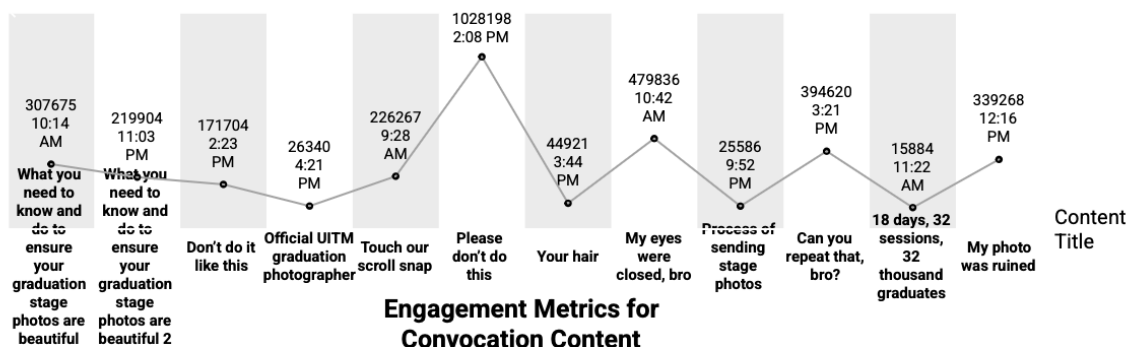 307675
10:14
AM
219904
11:03
PM
171704
2:23
PM
26340
4:21
PM
226267
9:28
AM
1028198
2:08 PM
44921
3:44
PM
479836
10:42
AM
25586
9:52
PM
394620
3:21
PM
15884
11:22
AM
339268
12:16
PM
What you
need to
know and
do to
ensure
your
graduation
stage
photos are
beautiful
What you
need to
know and
do to
ensure
your
graduation
stage
photos are
beautiful 2
Don't do it
like this
Official UITM
graduation
photographer
Touch our
scroll snap
Please
don't do
this
Your hair
My eyes
were
closed, bro
Process of
sending
stage
photos
Can you
repeat that,
bro?
18 days, 32
sessions,
32
thousand
graduates
My photo
was ruined
Content
Title
Engagement Metrics for
Convocation Content